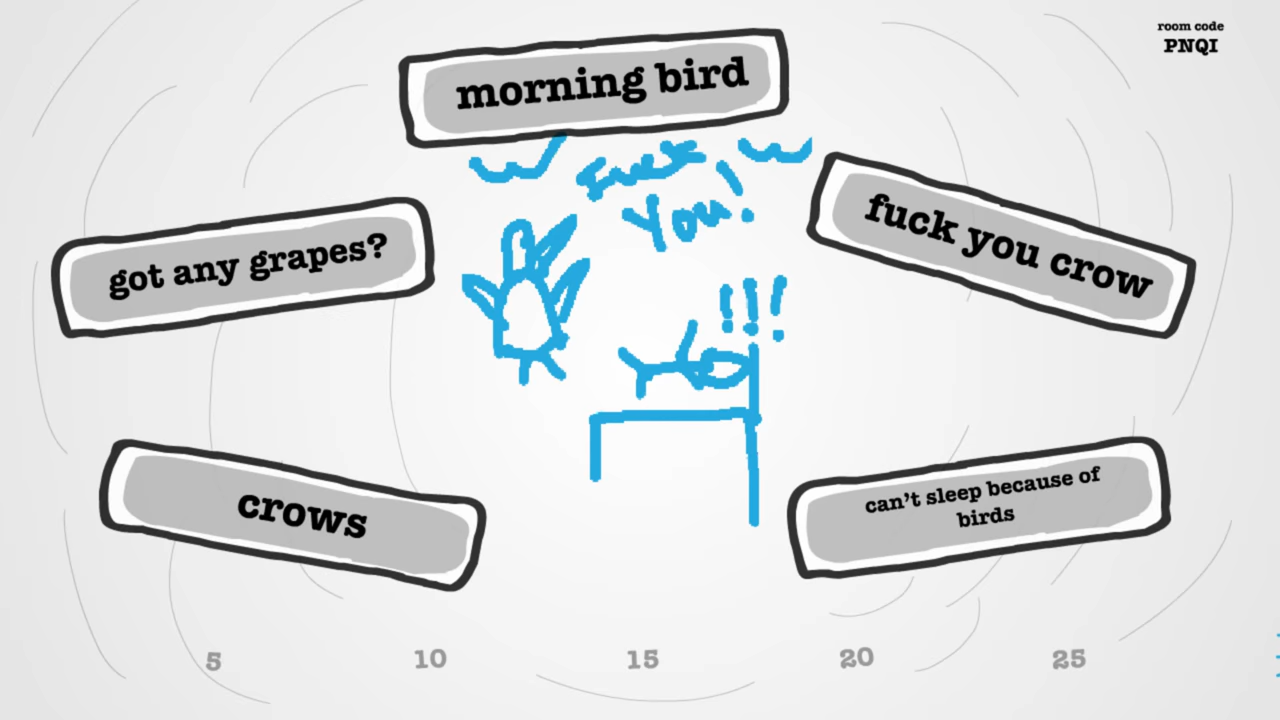 room code
PNQI
morning bird
Fuck
You!
!!!
got any grapes?
fuck you crow
crows
can't sleep because of
birds
5 10 15 20 25